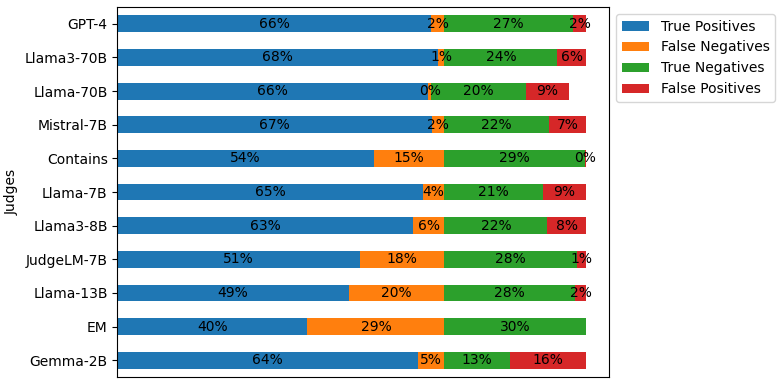 GPT-4 66% 2% 27% 2%
Llama3-70B 68% 1% 24% 6%
Llama-70B 66% 0% 20% 9%
Mistral-7B 67% 2% 22% 7%
Contains 54% 15% 29% 0%
Llama-7B 65% 4% 21% 9%
Llama3-8B 63% 6% 22% 8%
JudgeLM-7B 51% 18% 28% 1%
Llama-13B 49% 20% 28% 2%
EM 40% 29% 30%
Gemma-2B 64% 5% 13% 16%
Judges
True Positives
False Negatives
True Negatives
False Positives